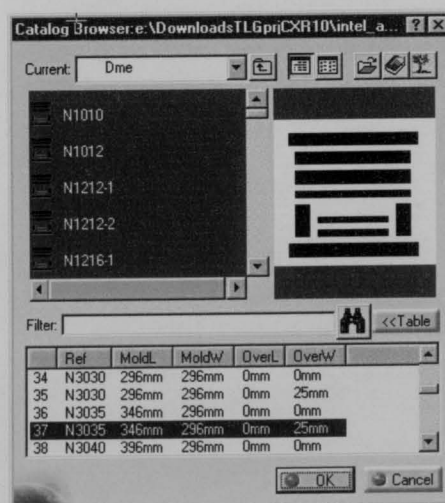 Catalog Browser:e:\DownloadsTLGprjCXR10\intel_a...
Current: Dme
N1010
N1012
N1212-1
N1212-2
N1216-1
Filter: <<Table
Ref MoldL MoldW OverL OverW
34 N3030 296mm 296mm 0mm 0mm
35 N3030 296mm 296mm 0mm 25mm
36 N3035 346mm 296mm 0mm 0mm
37 N3035 346mm 296mm 0mm 25mm
38 N3040 396mm 296mm 0mm 0mm
OK Cancel